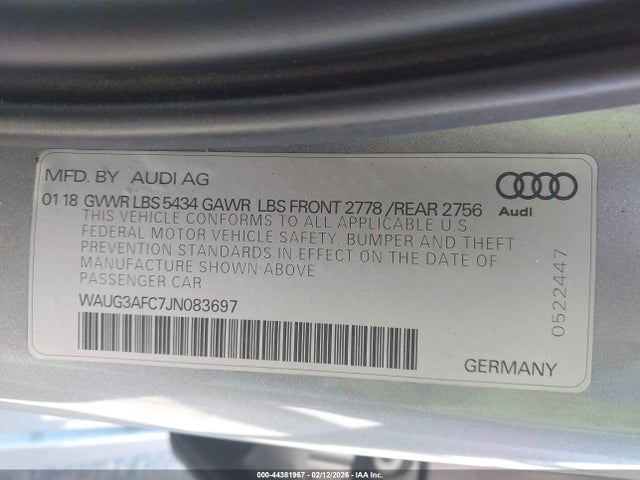 MFD. BY AUDI AG
01 18 GVWR LBS 5434 GAWR LBS FRONT 2778 /REAR 2756
THIS VEHICLE CONFORMS TO ALL APPLICABLE U S
FEDERAL MOTOR VEHICLE SAFETY, BUMPER AND THEFT
PREVENTION STANDARDS IN EFFECT ON THE DATE OF
MANUFACTURE SHOWN ABOVE
PASSENGER CAR
WAUG3AFC7JN083697
Audi
0522447
GERMANY
000-44381967 - 02/12/2026 - IAA Inc.